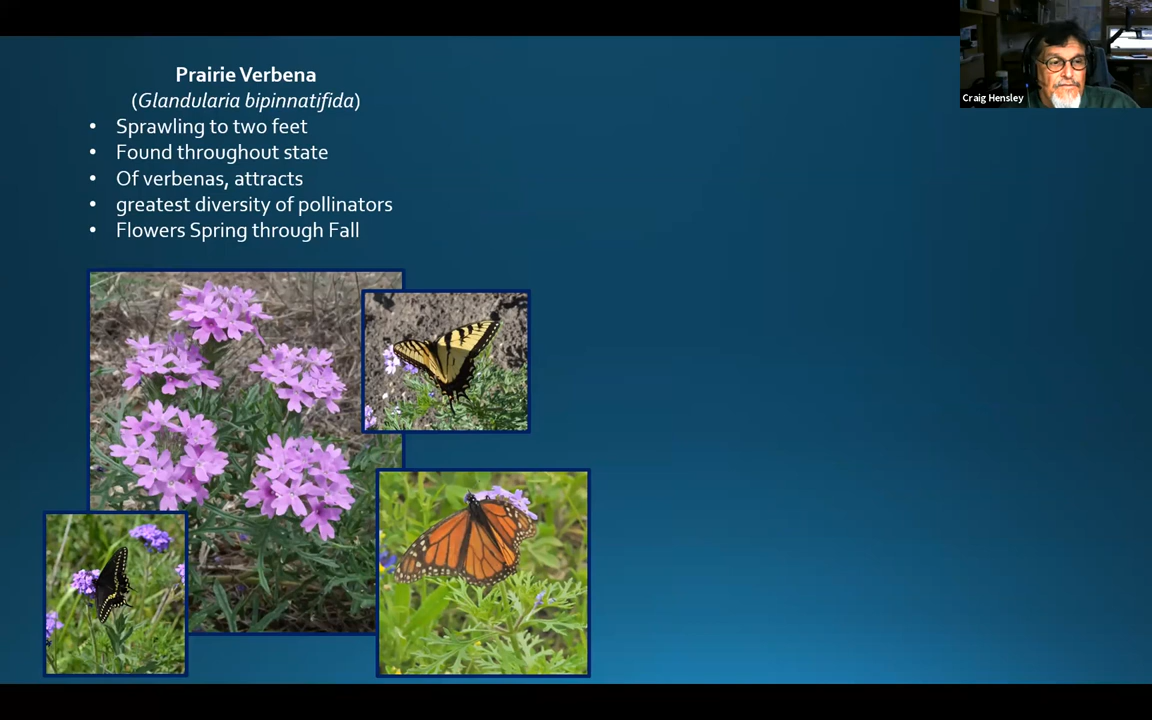 Prairie Verbena
(Glandularia bipinnatifida)
• Sprawling to two feet
• Found throughout state
• Of verbenas, attracts
• greatest diversity of pollinators
• Flowers Spring through Fall
Craig Hensley